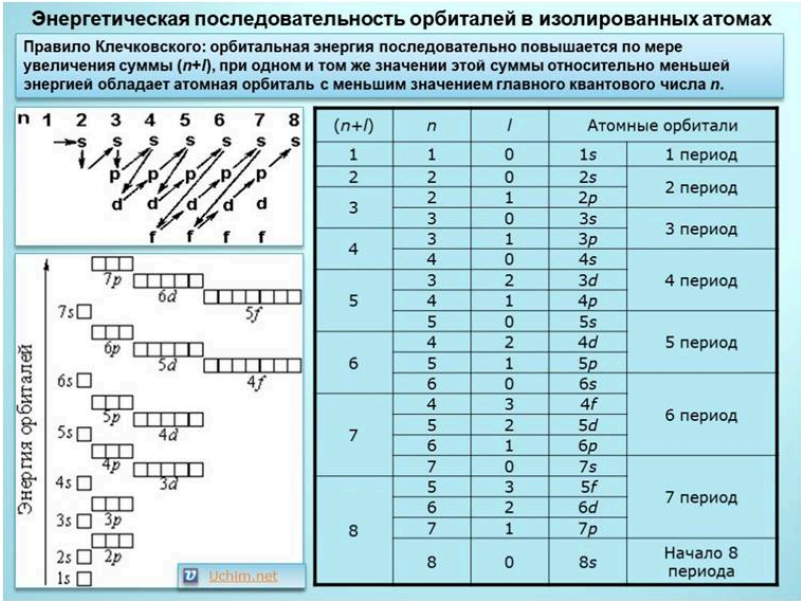 Энергетическая последовательность орбиталей в изолированных атомах
Правило Клечковского: орбитальная энергия последовательно повышается по мере
увеличения суммы (n+l), при одном и том же значении этой суммы относительно меньшей
энергией обладает атомная орбиталь с меньшим значением главного квантового числа n.
n 1 2 3 4 5 6 7 8
s s s s s s s
p p p p p
d d d d d
f f f f
Энергия орбиталей
7p
6d
5f
7s
6p
5d
4f
6s
5p
4d
5s
4p
3d
4s
3p
3s
2p
2s
1s
Uchim.net
(n+l) n l Атомные орбитали
1 1 0 1s 1 период
2 2 0 2s 2 период
3 2 1 2p
3 0 3s 3 период
4 3 1 3p
4 0 4s 4 период
5 3 2 3d
4 1 4p
5 0 5s 5 период
6 4 2 4d
5 1 5p
6 0 6s 6 период
7 4 3 4f
5 2 5d
6 1 6p
7 0 7s 7 период
8 5 3 5f
6 2 6d
7 1 7p
8 0 8s Начало 8
периода